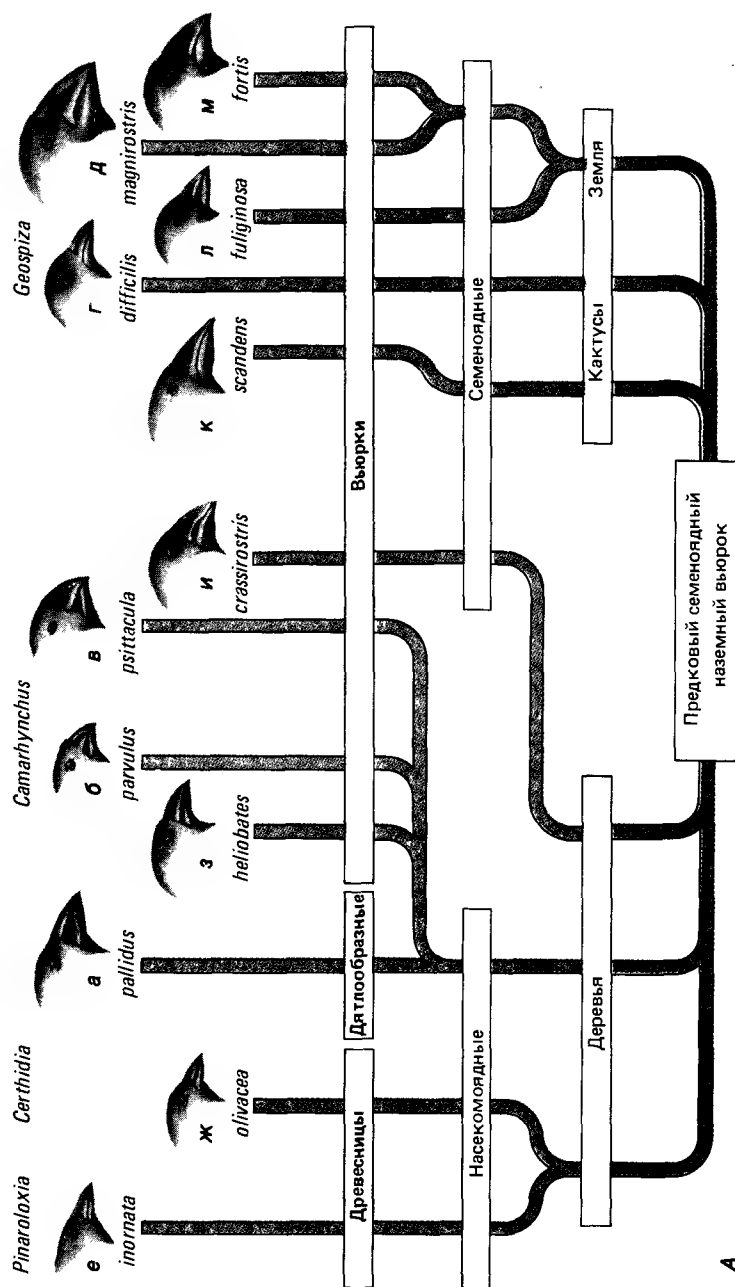 Pinaroloxia
Certhidia
Camarhynchus
Geospiza
е
inornata
ж
olivacea
а
pallidus
з
heliobates
б
parvulus
в
psittacula
и
crassirostris
к
scandens
г
difficilis
л
fuliginosa
д
magnirostris
м
fortis
Древесницы
Дятлообразные
Вьюрки
Насекомоядные
Семеноядные
Деревья
Кактусы
Земля
Предковый семеноядный
наземный вьюрок
А